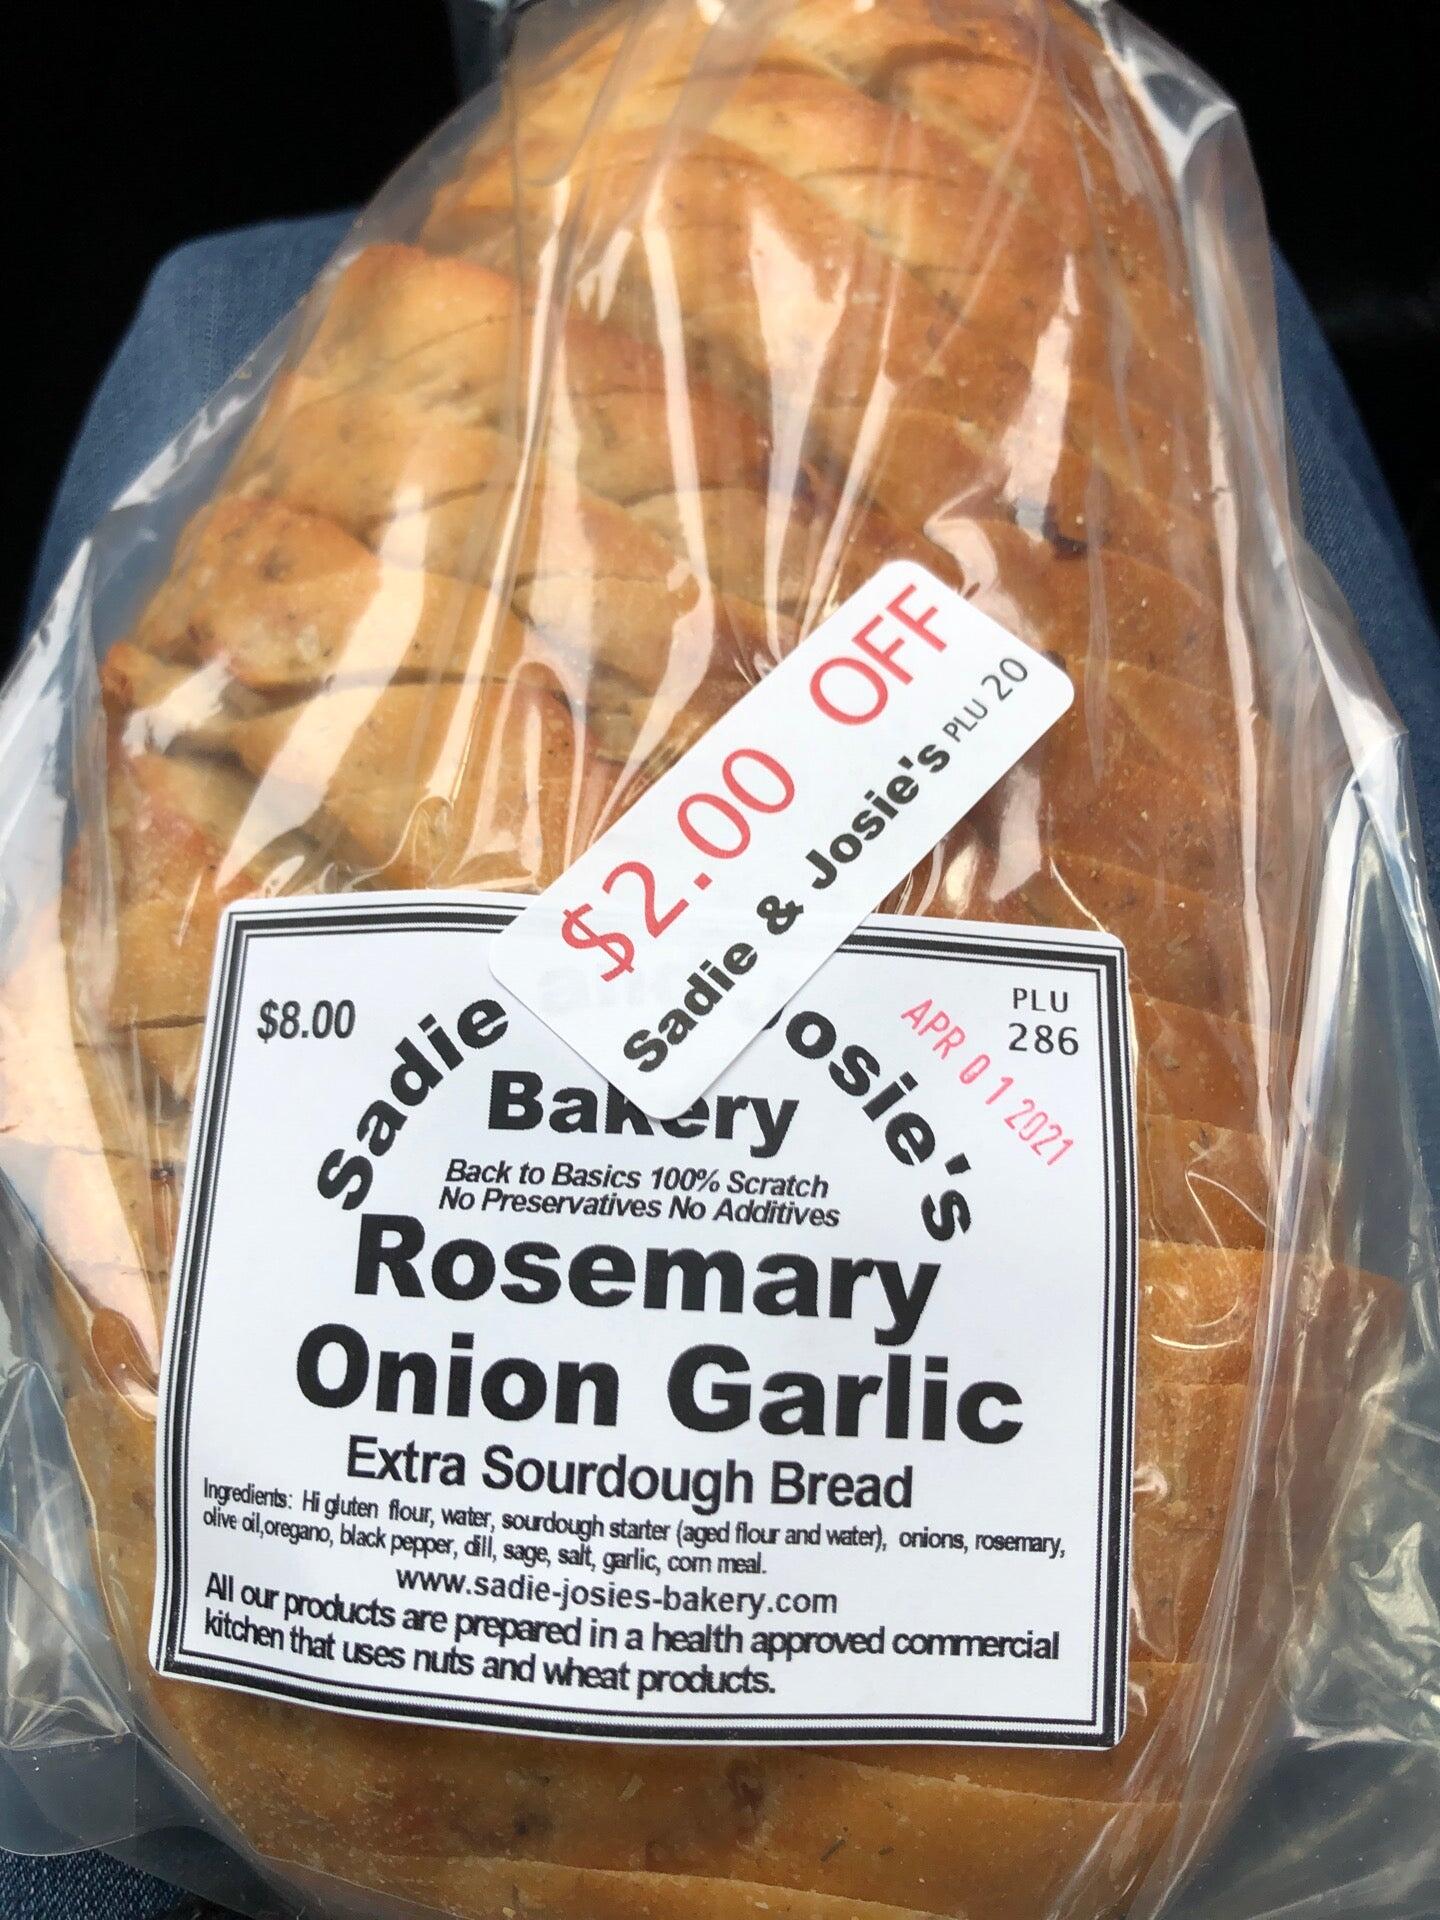 $2.00 OFF
Sadie & Josie's PLU 20
$8.00
PLU
286
APR 01 2021
Sadie osie's
Bakery
Back to Basics 100% Scratch
No Preservatives No Additives
Rosemary
Onion Garlic
Extra Sourdough Bread
Ingredients: Hi gluten flour, water, sourdough starter (aged flour and water), onions, rosemary,
olive oil,oregano, black pepper, dill, sage, salt, garlic, corn meal.
www.sadie-josies-bakery.com
All our products are prepared in a health approved commercial
kitchen that uses nuts and wheat products.